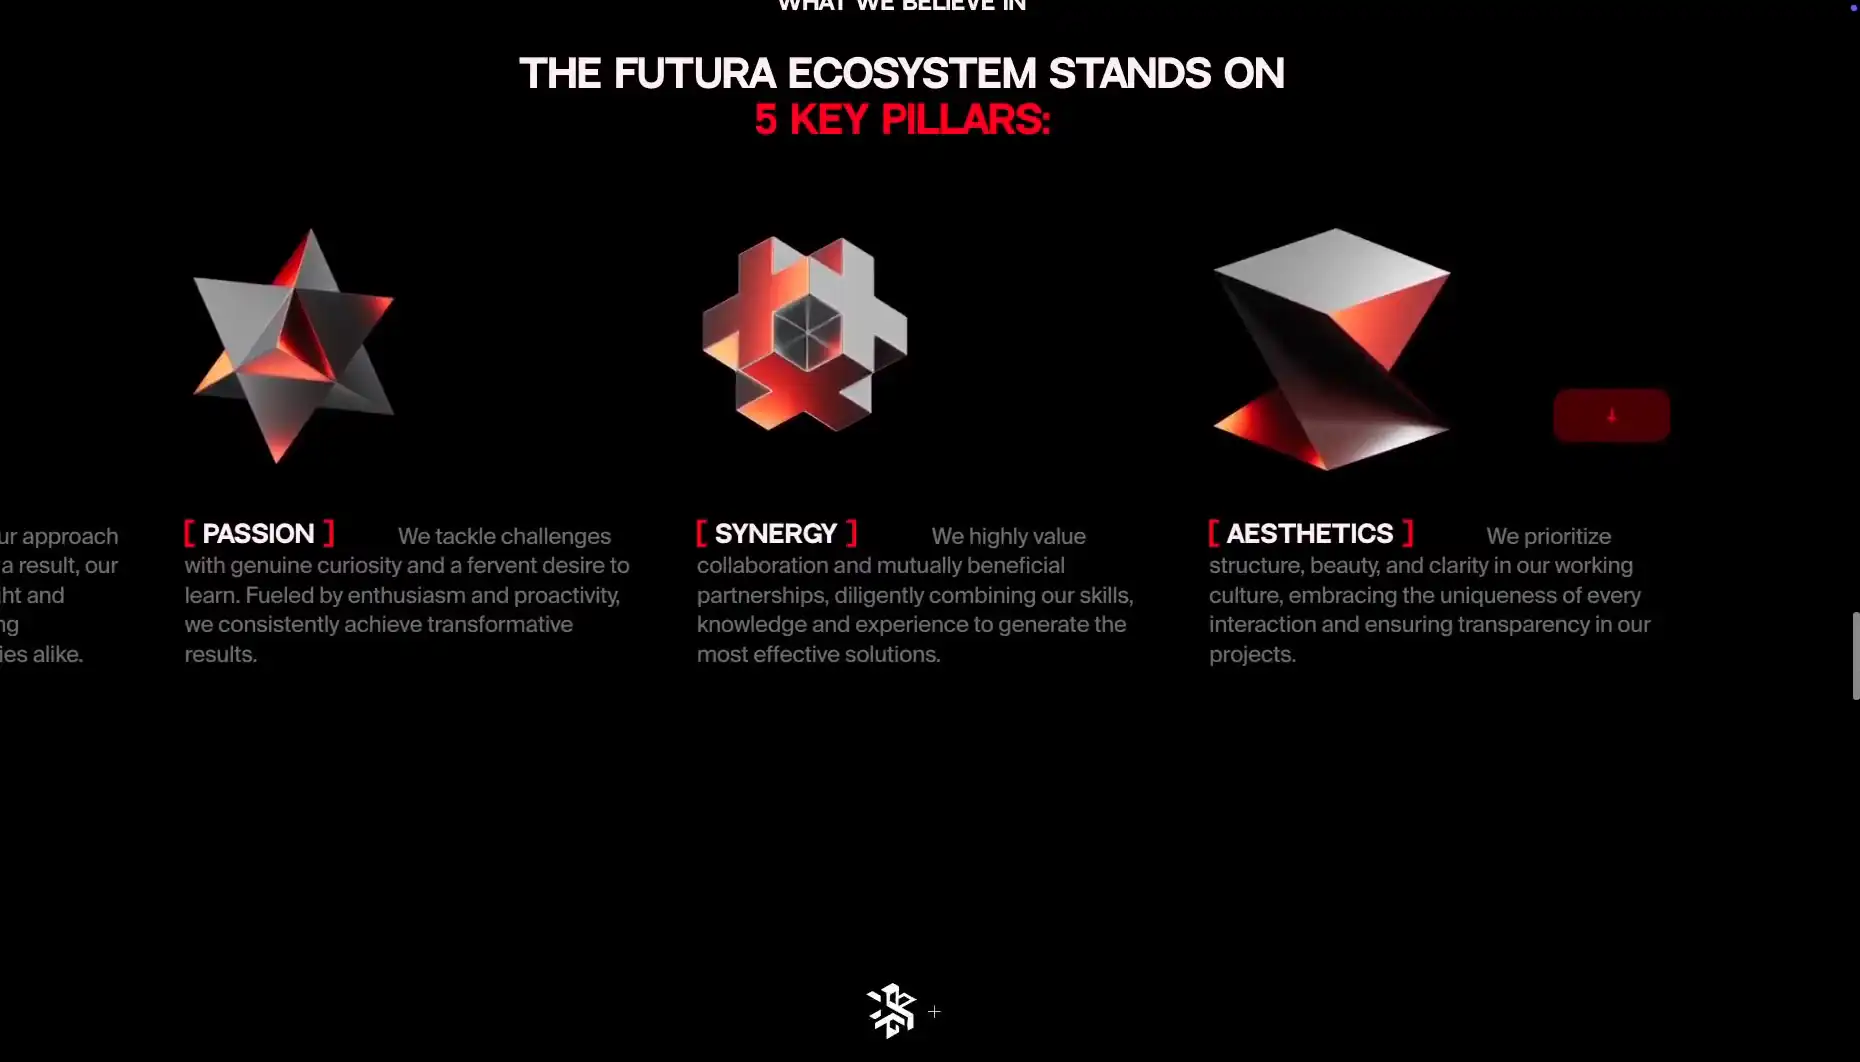 WHAT WE BELIEVE IN
THE FUTURA ECOSYSTEM STANDS ON
5 KEY PILLARS:
approach
a result, our
and
alike.
[ PASSION ] We tackle challenges
with genuine curiosity and a fervent desire to
learn. Fueled by enthusiasm and proactivity,
we consistently achieve transformative
results.
[ SYNERGY ] We highly value
collaboration and mutually beneficial
partnerships, diligently combining our skills,
knowledge and experience to generate the
most effective solutions.
[ AESTHETICS ] We prioritize
structure, beauty, and clarity in our working
culture, embracing the uniqueness of every
interaction and ensuring transparency in our
projects.